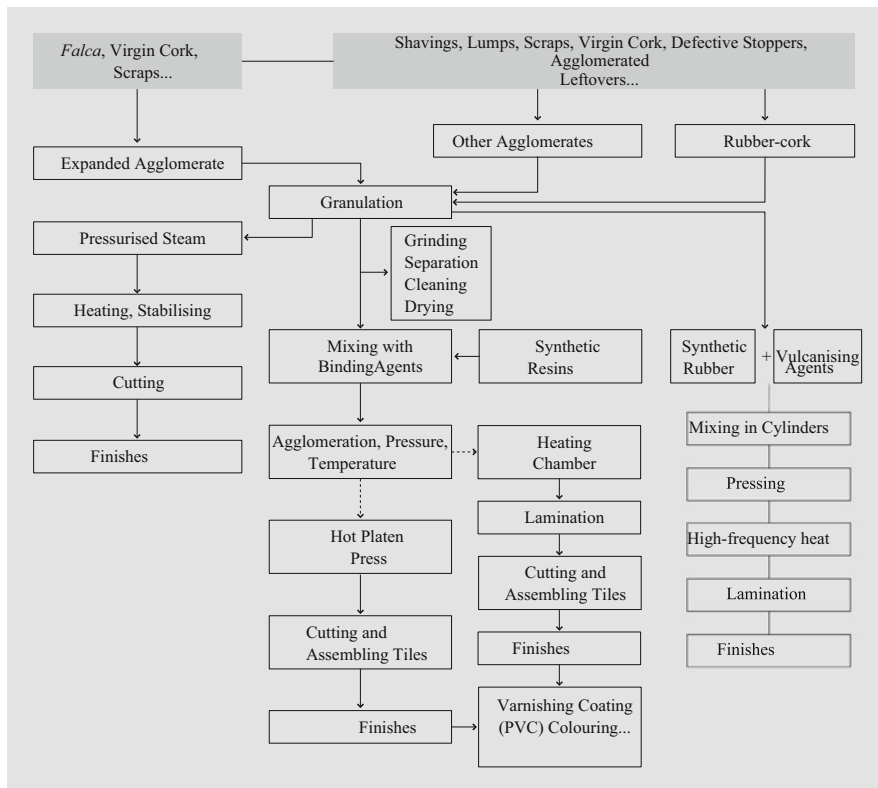 Falca, Virgin Cork,
Scraps...
Shavings, Lumps, Scraps, Virgin Cork, Defective Stoppers,
Agglomerated
Leftovers...
Other Agglomerates
Rubber-cork
Expanded Agglomerate
Granulation
Pressurised Steam
Grinding
Separation
Cleaning
Drying
Heating, Stabilising
Mixing with
BindingAgents
Synthetic
Resins
Synthetic
Rubber
+
Vulcanising
Agents
Cutting
Agglomeration, Pressure,
Temperature
Heating
Chamber
Mixing in Cylinders
Finishes
Pressing
Lamination
Hot Platen
Press
High-frequency heat
Cutting and
Assembling Tiles
Lamination
Cutting and
Assembling Tiles
Finishes
Finishes
Finishes
Varnishing Coating
(PVC) Colouring...